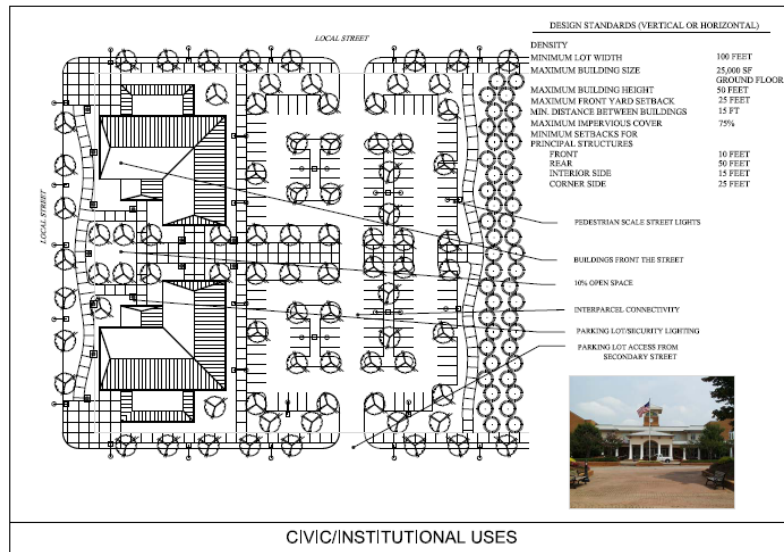 LOCAL STREET
LOCAL STREET
DESIGN STANDARDS (VERTICAL OR HORIZONTAL)
DENSITY
MINIMUM LOT WIDTH 100 FEET
MAXIMUM BUILDING SIZE 25,000 SF
GROUND FLOOR
MAXIMUM BUILDING HEIGHT 50 FEET
MAXIMUM FRONT YARD SETBACK 25 FEET
MIN. DISTANCE BETWEEN BUILDINGS 15 FT
MAXIMUM IMPERVIOUS COVER 75%
MINIMUM SETBACKS FOR
PRINCIPAL STRUCTURES
FRONT 10 FEET
REAR 50 FEET
INTERIOR SIDE 15 FEET
CORNER SIDE 25 FEET
PEDESTRIAN SCALE STREET LIGHTS
BUILDINGS FRONT THE STREET
10% OPEN SPACE
INTERPARCEL CONNECTIVITY
PARKING LOT/SECURITY LIGHTING
PARKING LOT ACCESS FROM
SECONDARY STREET
CIVIC/INSTITUTIONAL USES